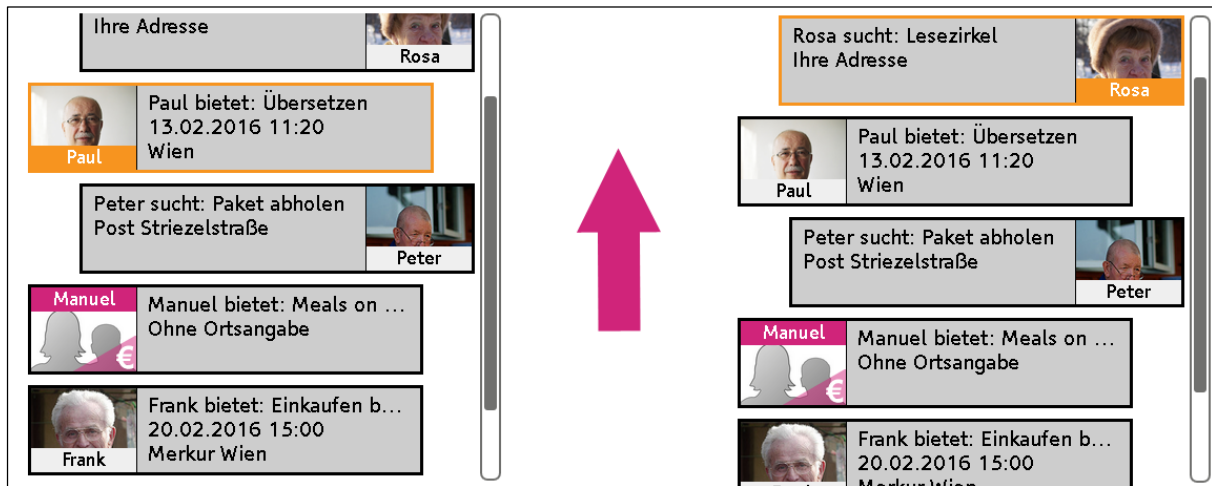 Ihre Adresse
Rosa
Paul bietet: Übersetzen
13.02.2016 11:20
Wien
Paul
Peter sucht: Paket abholen
Post Striezelstraße
Peter
Manuel
Manuel bietet: Meals on ...
Ohne Ortsangabe
€
Frank bietet: Einkaufen b...
20.02.2016 15:00
Merkur Wien
Frank
Rosa sucht: Lesezirkel
Ihre Adresse
Rosa
Paul bietet: Übersetzen
13.02.2016 11:20
Wien
Paul
Peter sucht: Paket abholen
Post Striezelstraße
Peter
Manuel
Manuel bietet: Meals on ...
Ohne Ortsangabe
€
Frank bietet: Einkaufen b...
20.02.2016 15:00
Merkur Wien